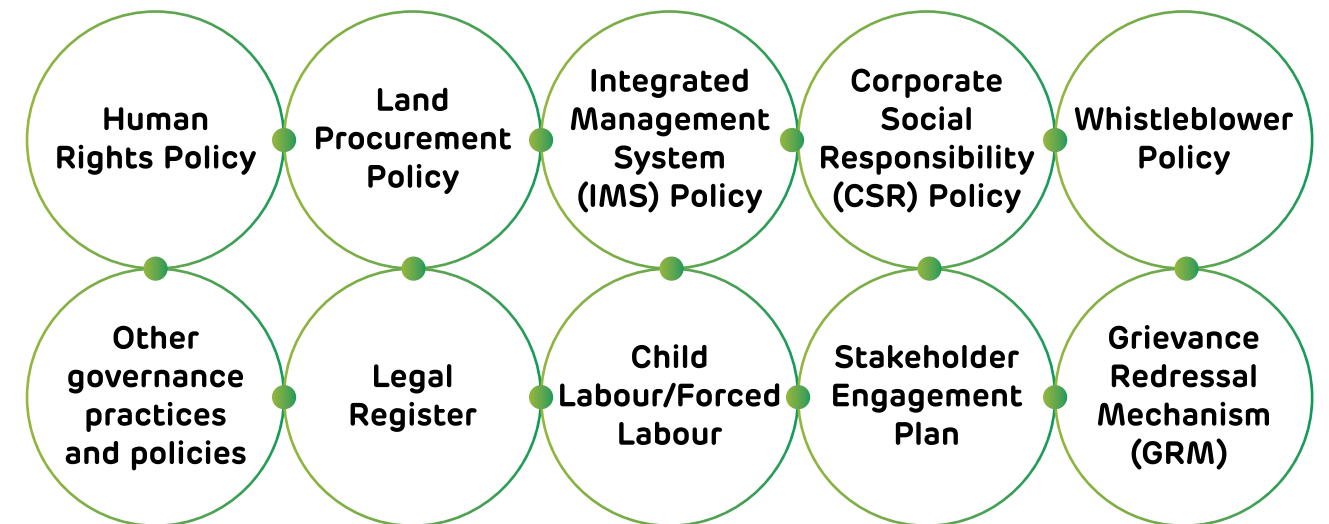 Human
Rights Policy
Land
Procurement
Policy
Integrated
Management
System
(IMS) Policy
Corporate
Social
Responsibility
(CSR) Policy
Whistleblower
Policy
Other
governance
practices
and policies
Legal
Register
Child
Labour/Forced
Labour
Stakeholder
Engagement
Plan
Grievance
Redressal
Mechanism
(GRM)